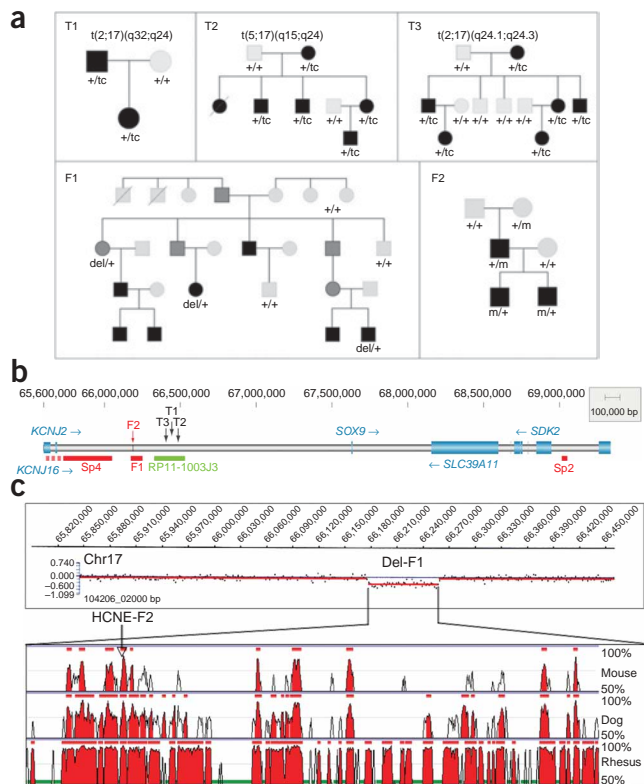 a
T1
t(2;17)(q32;q24)
+/tc
+/+
+/tc
T2
t(5;17)(q15;q24)
+/+
+/tc
+/tc
+/tc
+/+
+/tc
+/tc
T3
t(2;17)(q24.1;q24.3)
+/+
+/tc
+/tc
+/+
+/+
+/+
+/+
+/tc
+/tc
+/tc
+/tc
F1
+/+
del/+
+/+
del/+
+/+
del/+
F2
+/+
+/m
+/m
+/+
m/+
m/+
b
65,600,000
66,000,000
66,500,000
67,000,000
67,500,000
68,000,000
68,500,000
69,000,000
100,000 bp
KCNJ2 →
F2
T1
T3
T2
SOX9 →
← SDK2
KCNJ16 →
Sp4
F1
RP11-1003J3
← SLC39A11
Sp2
c
65,820,000
65,850,000
65,880,000
65,910,000
65,940,000
65,970,000
66,000,000
66,030,000
66,060,000
66,090,000
66,120,000
66,150,000
66,180,000
66,210,000
66,240,000
66,270,000
66,300,000
66,330,000
66,360,000
66,390,000
66,420,000
66,450,000
Chr17
Del-F1
0.740
0.000
−0.600
−1.099
104206_02000 bp
HCNE-F2
100%
Mouse
50%
100%
Dog
50%
100%
Rhesus
50%